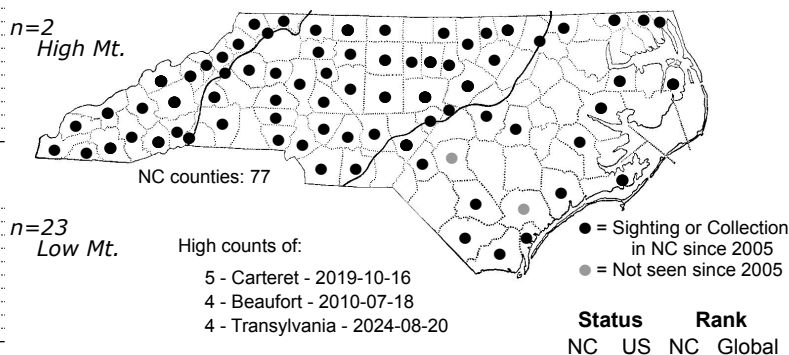 n=2
High Mt.
NC counties: 77
n=23
Low Mt.
High counts of:
5 - Carteret - 2019-10-16
4 - Beaufort - 2010-07-18
4 - Transylvania - 2024-08-20
● = Sighting or Collection
in NC since 2005
● = Not seen since 2005
Status Rank
NC US NC Global